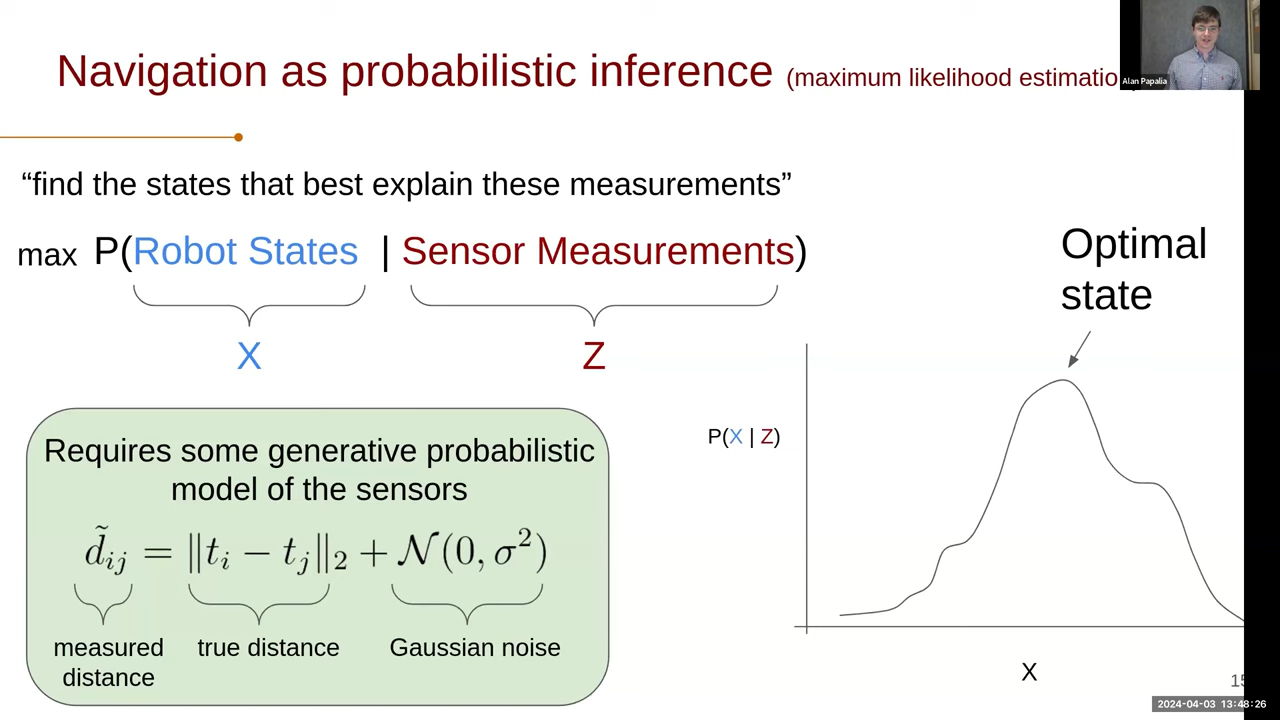 Navigation as probabilistic inference (maximum likelihood estimatio
Alan Papalia
“find the states that best explain these measurements”
max P(Robot States | Sensor Measurements)
X Z
Optimal
state
P(X | Z)
X
Requires some generative probabilistic
model of the sensors
d̃ᵢⱼ = ‖tᵢ − tⱼ‖₂ + 𝒩(0, σ²)
measured
distance
true distance
Gaussian noise
2024-04-03 13:48:26